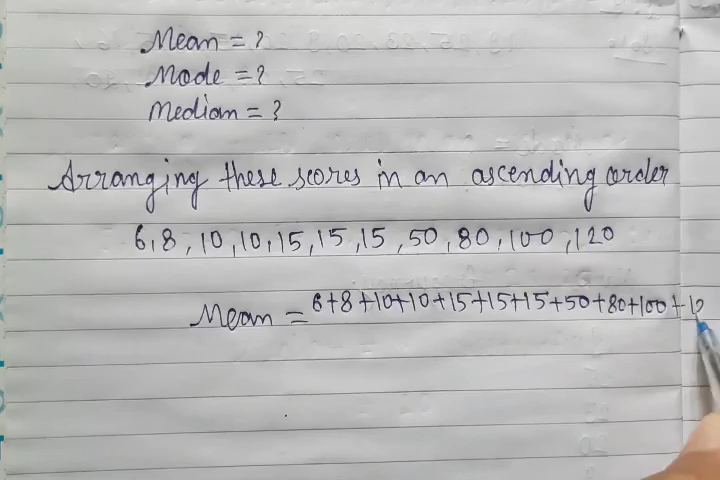 Mean = ?
Mode = ?
Median = ?
Arranging these scores in an ascending order
6, 8, 10, 10, 15, 15, 15, 50, 80, 100, 120
Mean = 6+8+10+10+15+15+15+50+80+100+12